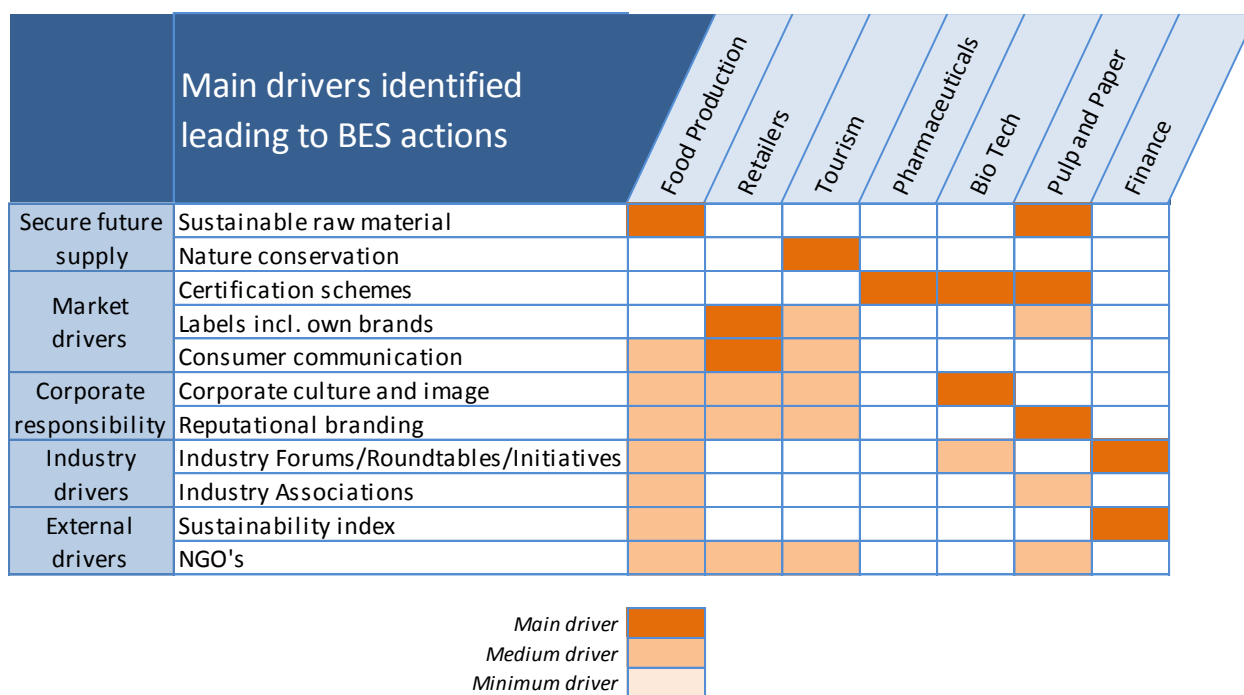 Main drivers identified
leading to BES actions
Food Production
Retailers
Tourism
Pharmaceuticals
Bio Tech
Pulp and Paper
Finance
Secure future
supply
Sustainable raw material
Nature conservation
Market
drivers
Certification schemes
Labels incl. own brands
Consumer communication
Corporate
responsibility
Corporate culture and image
Reputational branding
Industry
drivers
Industry Forums/Roundtables/Initiatives
Industry Associations
External
drivers
Sustainability index
NGO's
Main driver
Medium driver
Minimum driver